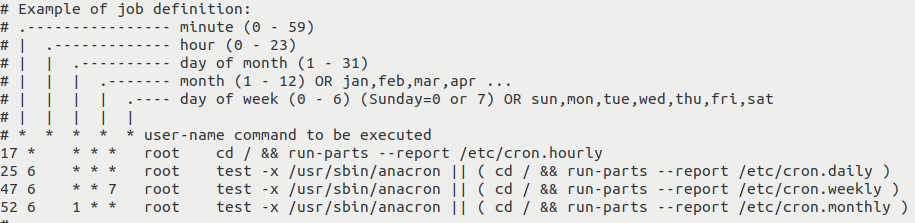 # Example of job definition:
# .---------------- minute (0 - 59)
# |  .------------- hour (0 - 23)
# |  |  .---------- day of month (1 - 31)
# |  |  |  .------- month (1 - 12) OR jan,feb,mar,apr ...
# |  |  |  |  .---- day of week (0 - 6) (Sunday=0 or 7) OR sun,mon,tue,wed,thu,fri,sat
# |  |  |  |  |
# *  *  *  *  * user-name command to be executed
17 *    * * *   root    cd / && run-parts --report /etc/cron.hourly
25 6    * * *   root    test -x /usr/sbin/anacron || ( cd / && run-parts --report /etc/cron.daily )
47 6    * * 7   root    test -x /usr/sbin/anacron || ( cd / && run-parts --report /etc/cron.weekly )
52 6    1 * *   root    test -x /usr/sbin/anacron || ( cd / && run-parts --report /etc/cron.monthly )
#